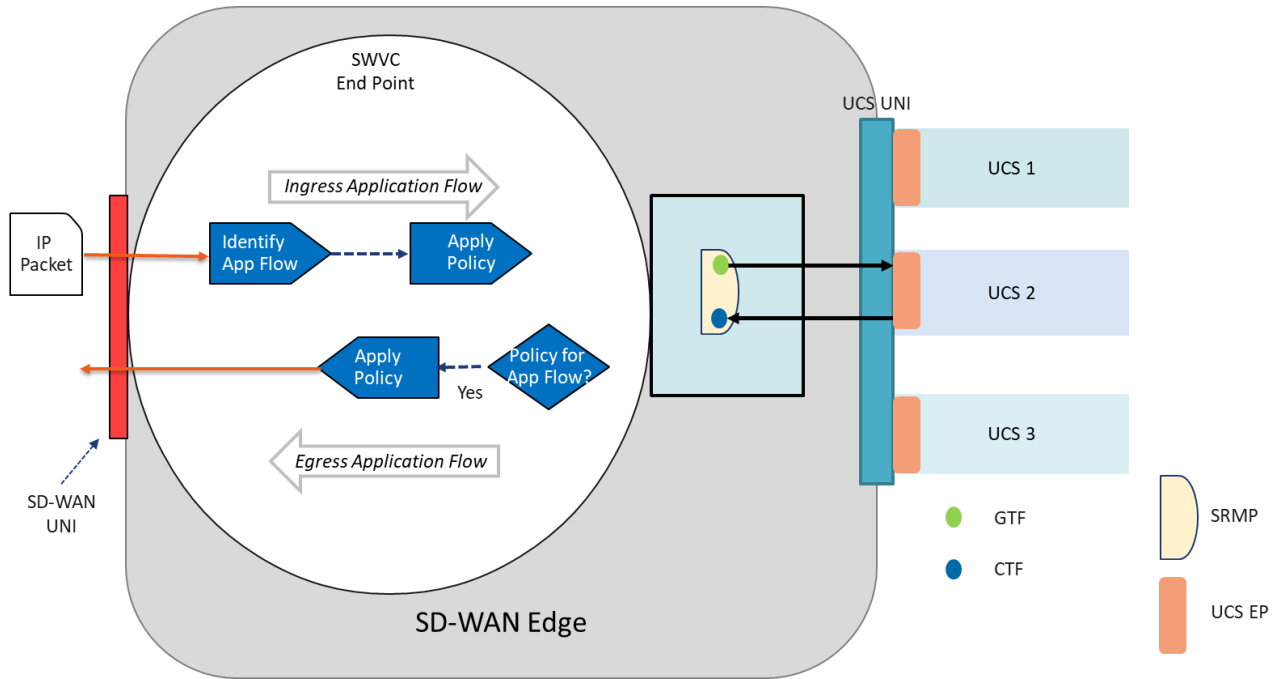 SWVC
End Point
UCS UNI
UCS 1
Ingress Application Flow
IP
Packet
Identify
App Flow
Apply
Policy
UCS 2
Apply
Policy
Yes
Policy for
App Flow?
UCS 3
Egress Application Flow
SD-WAN
UNI
GTF
SRMP
CTF
UCS EP
SD-WAN Edge